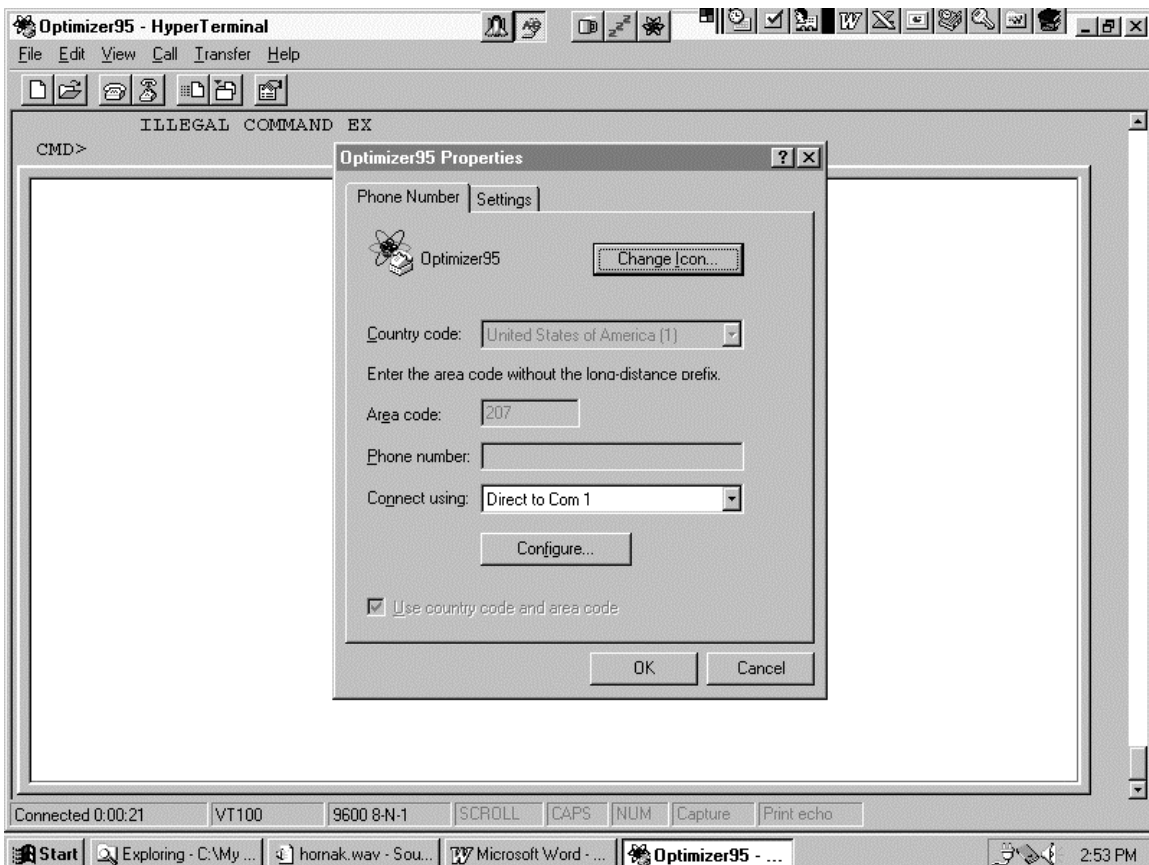 Optimizer95 - HyperTerminal
File Edit View Call Transfer Help
ILLEGAL COMMAND EX
CMD>
Optimizer95 Properties
Phone Number Settings
Optimizer95
Change Icon...
Country code: United States of America (1)
Enter the area code without the long-distance prefix.
Area code: 207
Phone number:
Connect using: Direct to Com 1
Configure...
Use country code and area code
OK Cancel
Connected 0:00:21 VT100 9600 8-N-1 SCROLL CAPS NUM Capture Print echo
Start Exploring - C:\My ... hornak.wav - Sou... Microsoft Word - ... Optimizer95 - ... 2:53 PM